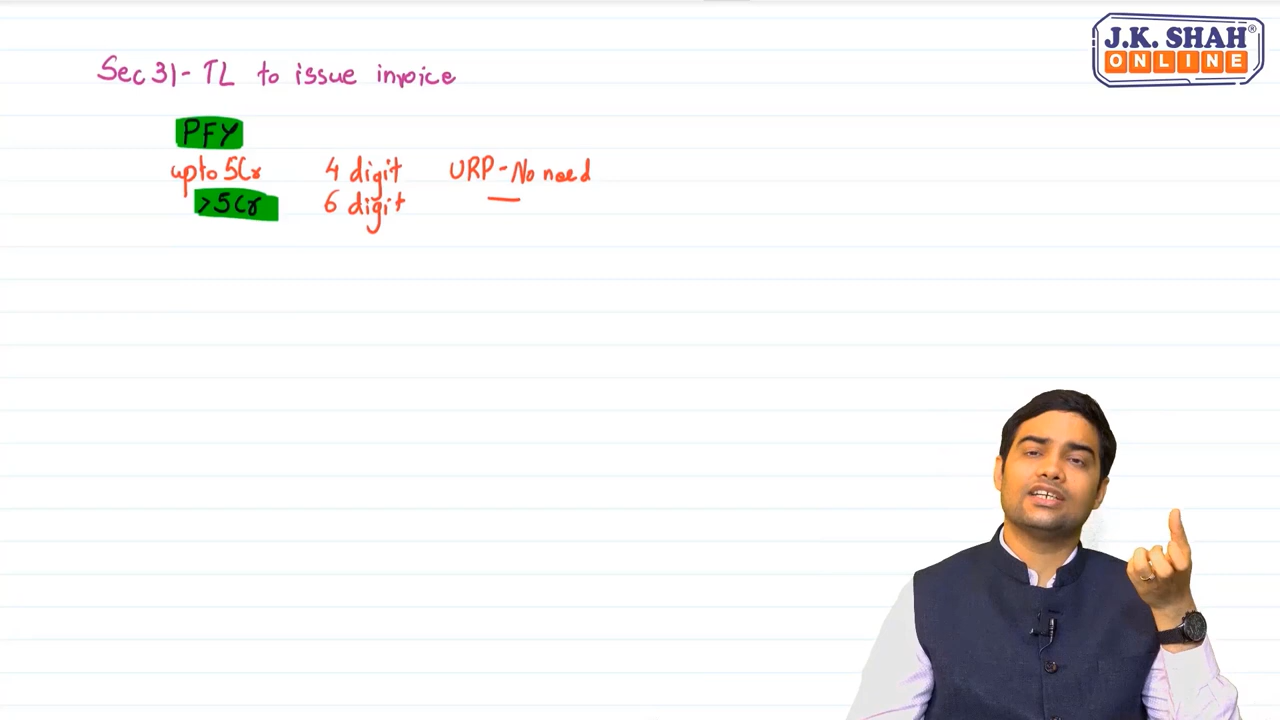 J.K. SHAH®
ONLINE
Sec 31 - TL to issue invoice
PFY
upto 5Cr 4 digit URP - No need
>5Cr 6 digit —